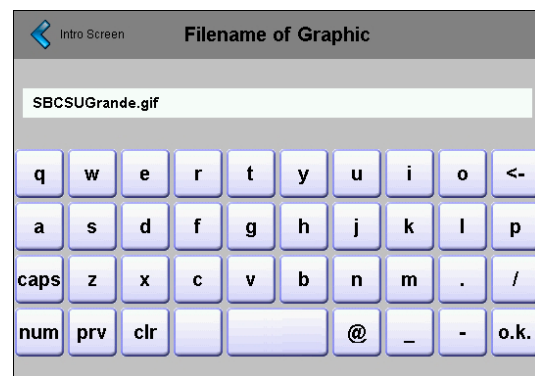 Intro Screen Filename of Graphic
SBCSUGrande.gif
q w e r t y u i o <-
a s d f g h j k l p
caps z x c v b n m . /
num prv clr @ _ - o.k.